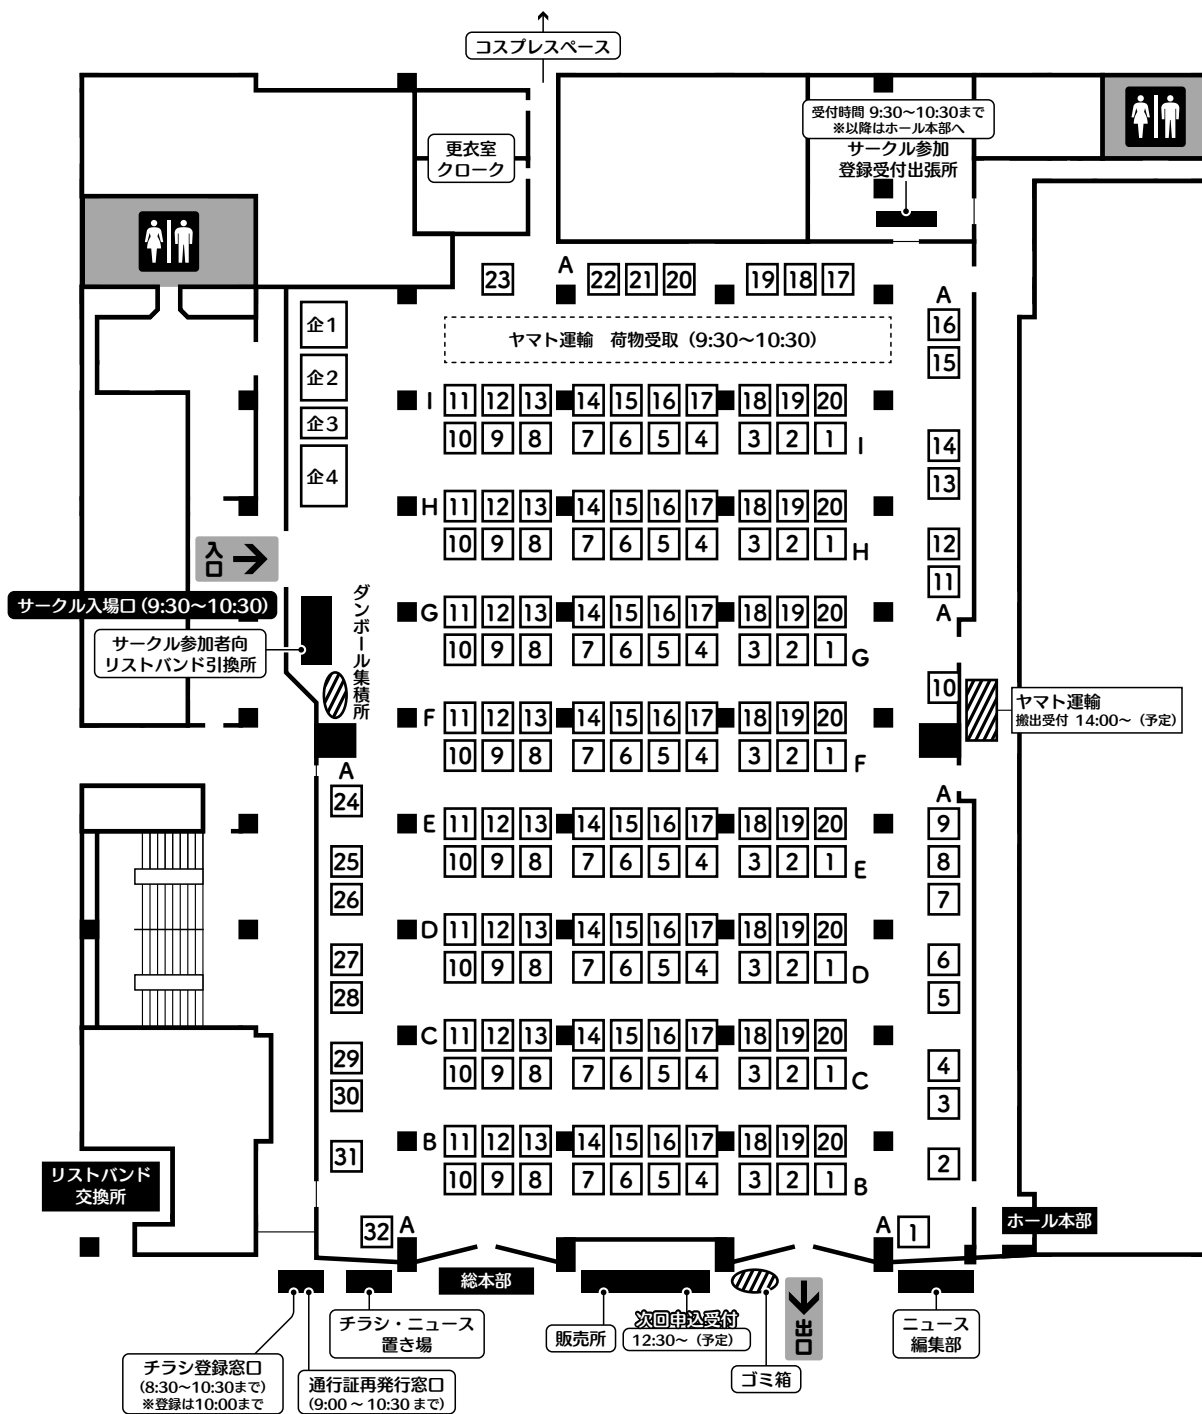 コスプレスペース
受付時間 9:30〜10:30まで
※以降はホール本部へ
サークル参加
登録受付出張所
更衣室
クローク
23
A
22 21 20
19 18 17
A
16
15
企1
企2
企3
企4
ヤマト運輸 荷物受取（9:30〜10:30）
I 11 12 13 14 15 16 17 18 19 20
10 9 8 7 6 5 4 3 2 1 I
14
13
H 11 12 13 14 15 16 17 18 19 20
10 9 8 7 6 5 4 3 2 1 H
12
11
A
入口
サークル入場口（9:30〜10:30）
サークル参加者向
リストバンド引換所
ダンボール集積所
G 11 12 13 14 15 16 17 18 19 20
10 9 8 7 6 5 4 3 2 1 G
10
ヤマト運輸
搬出受付 14:00〜（予定）
F 11 12 13 14 15 16 17 18 19 20
10 9 8 7 6 5 4 3 2 1 F
A
24
A
9
8
7
E 11 12 13 14 15 16 17 18 19 20
10 9 8 7 6 5 4 3 2 1 E
25
26
D 11 12 13 14 15 16 17 18 19 20
10 9 8 7 6 5 4 3 2 1 D
27
28
6
5
C 11 12 13 14 15 16 17 18 19 20
10 9 8 7 6 5 4 3 2 1 C
29
30
4
3
B 11 12 13 14 15 16 17 18 19 20
10 9 8 7 6 5 4 3 2 1 B
31
2
リストバンド
交換所
32 A
A 1
ホール本部
総本部
チラシ・ニュース
置き場
販売所
次回申込受付
12:30〜（予定）
出口
ニュース
編集部
ゴミ箱
チラシ登録窓口
（8:30〜10:30まで）
※登録は10:00まで
通行証再発行窓口
（9:00 〜 10:30 まで）